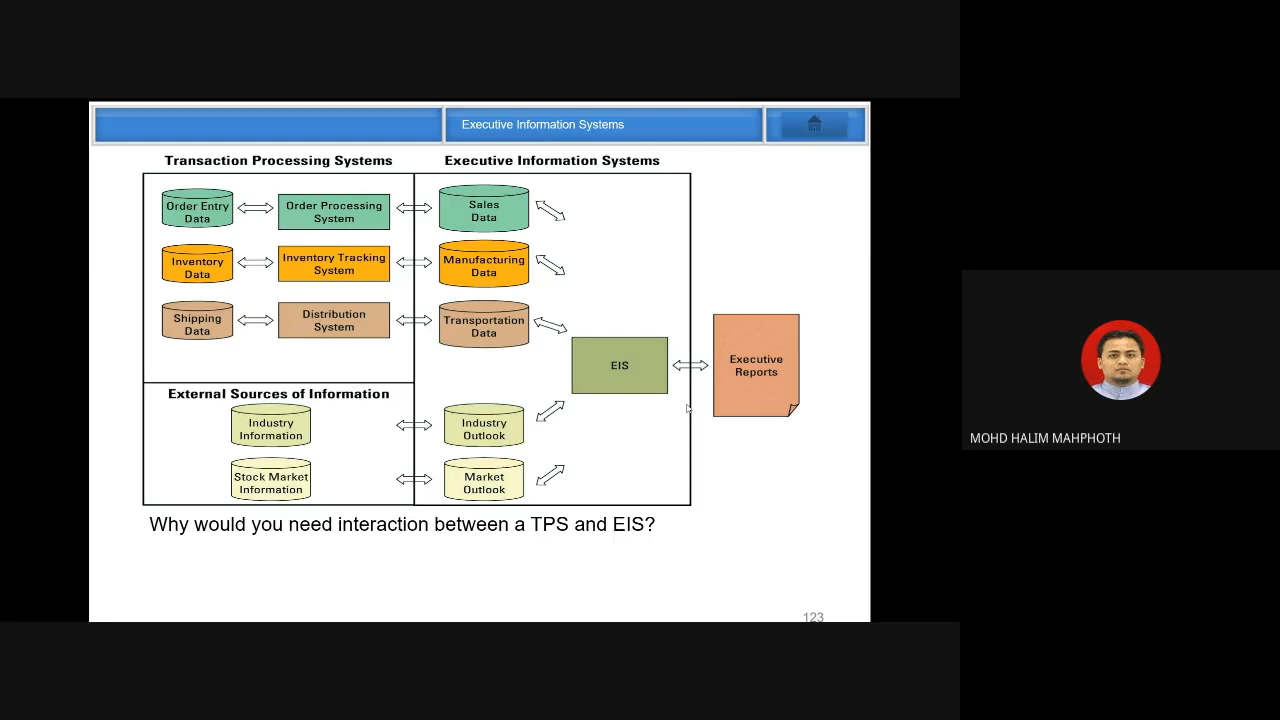 Executive Information Systems
Transaction Processing Systems
Executive Information Systems
Order Entry
Data
Order Processing
System
Sales
Data
Inventory
Data
Inventory Tracking
System
Manufacturing
Data
Shipping
Data
Distribution
System
Transportation
Data
EIS
Executive
Reports
External Sources of Information
Industry
Information
Industry
Outlook
Stock Market
Information
Market
Outlook
Why would you need interaction between a TPS and EIS?
123
MOHD HALIM MAHPHOTH